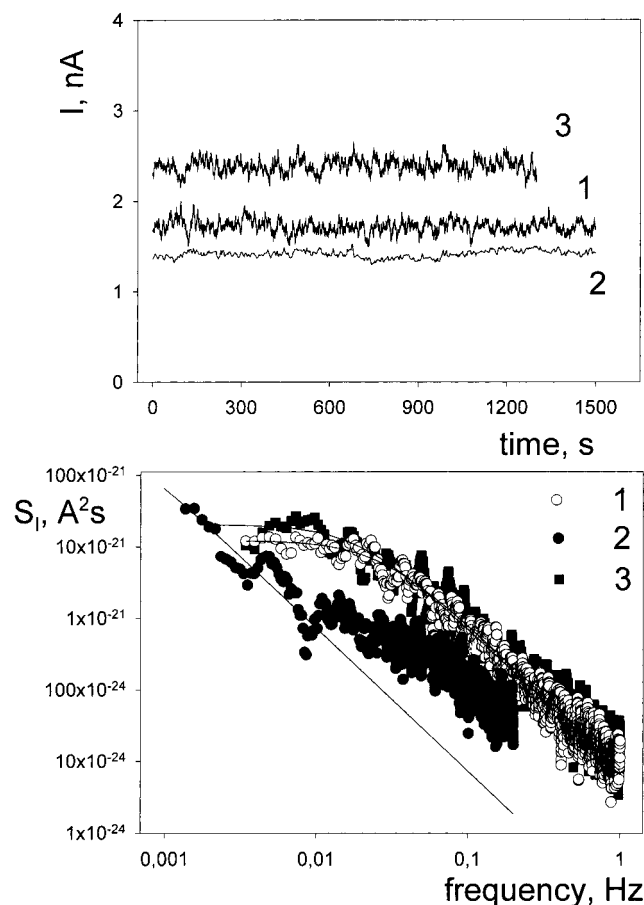 4
I, nA
3
3
2
1
2
1
0
0 300 600 900 1200 1500
time, s
100x10-21
S_I, A²s
1
10x10-21
2
3
1x10-21
100x10-24
10x10-24
1x10-24
0,001 0,01 0,1 1
frequency, Hz